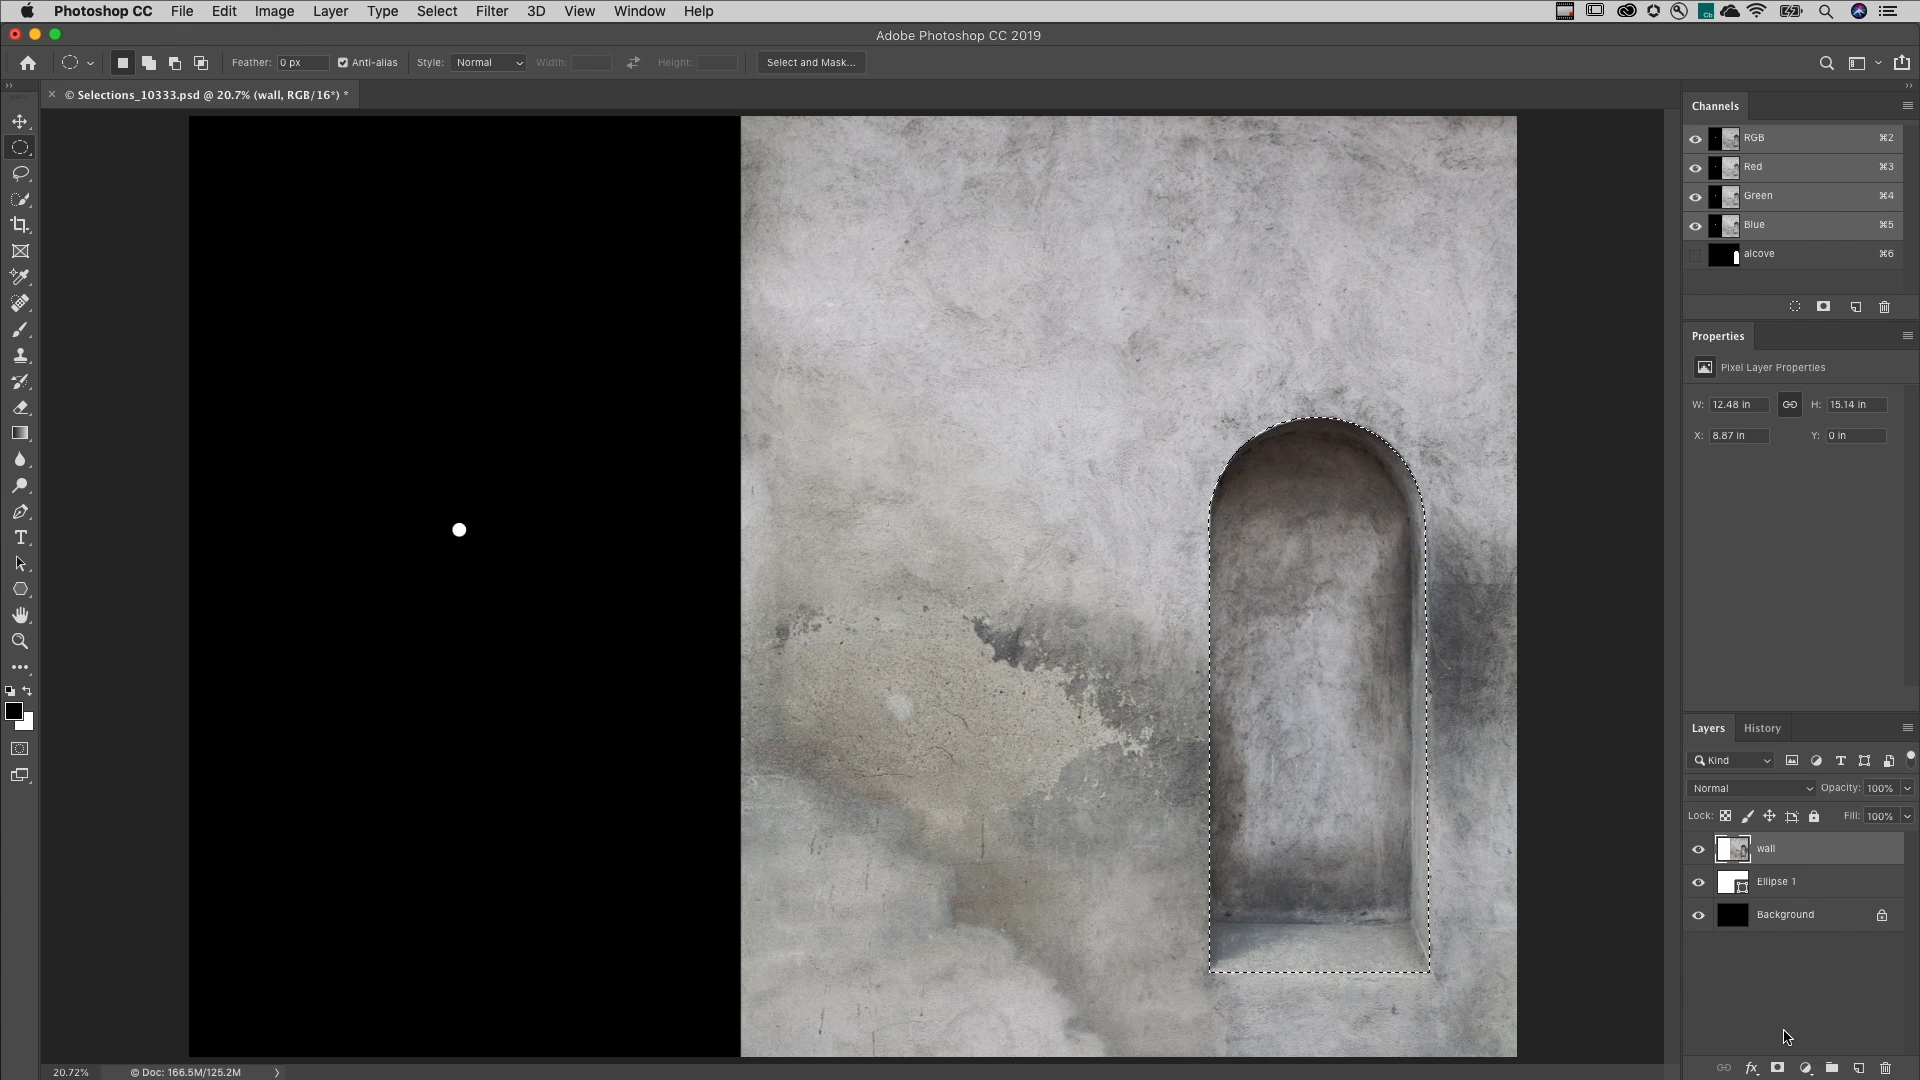 Photoshop CC File Edit Image Layer Type Select Filter 3D View Window Help
Adobe Photoshop CC 2019
Feather: 0 px Anti-alias Style: Normal Width: Height: Select and Mask...
× © Selections_10333.psd @ 20.7% (wall, RGB/16*) *
Channels
RGB ⌘2
Red ⌘3
Green ⌘4
Blue ⌘5
alcove ⌘6
Properties
Pixel Layer Properties
W: 12.48 in H: 15.14 in
X: 8.87 in Y: 0 in
Layers History
Kind
Normal Opacity: 100%
Lock: Fill: 100%
wall
Ellipse 1
Background
20.72% © Doc: 166.5M/125.2M